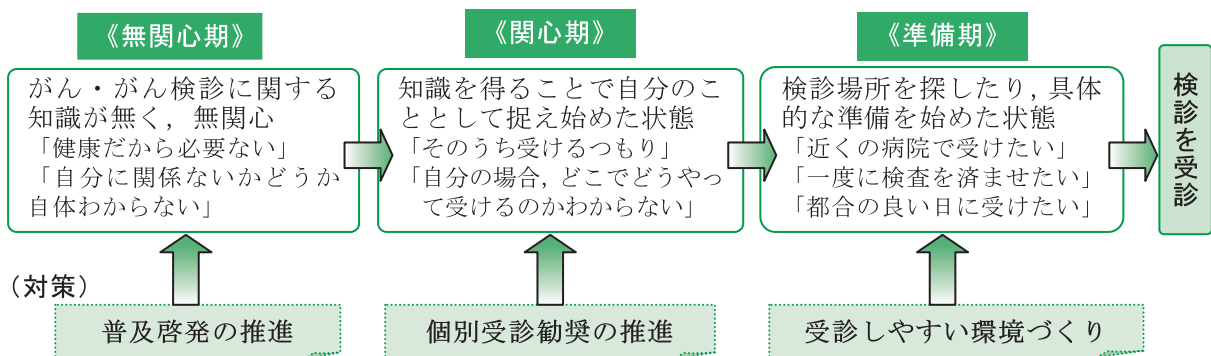 《無関心期》
がん・がん検診に関する
知識が無く，無関心
「健康だから必要ない」
「自分に関係ないかどうか
自体わからない」
《関心期》
知識を得ることで自分のこ
ととして捉え始めた状態
「そのうち受けるつもり」
「自分の場合，どこでどうやっ
て受けるのかわからない」
《準備期》
検診場所を探したり，具体
的な準備を始めた状態
「近くの病院で受けたい」
「一度に検査を済ませたい」
「都合の良い日に受けたい」
検診を受診
（対策）
普及啓発の推進
個別受診勧奨の推進
受診しやすい環境づくり